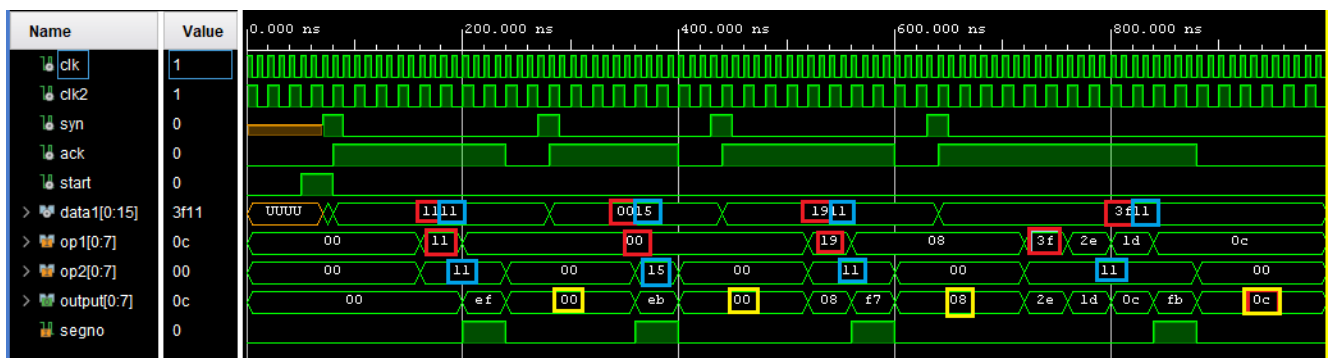 Name Value 0.000 ns 200.000 ns 400.000 ns 600.000 ns 800.000 ns
clk 1
clk2 1
syn 0
ack 0
start 0
> data1[0:15] 3f11 UUUU 1111 0015 1911 3f11
> op1[0:7] 0c 00 11 00 19 08 3f 2e 1d 0c
> op2[0:7] 00 00 11 00 15 00 11 00 11 00
> output[0:7] 0c 00 ef 00 eb 00 08 f7 08 2e 1d 0c fb 0c
segno 0